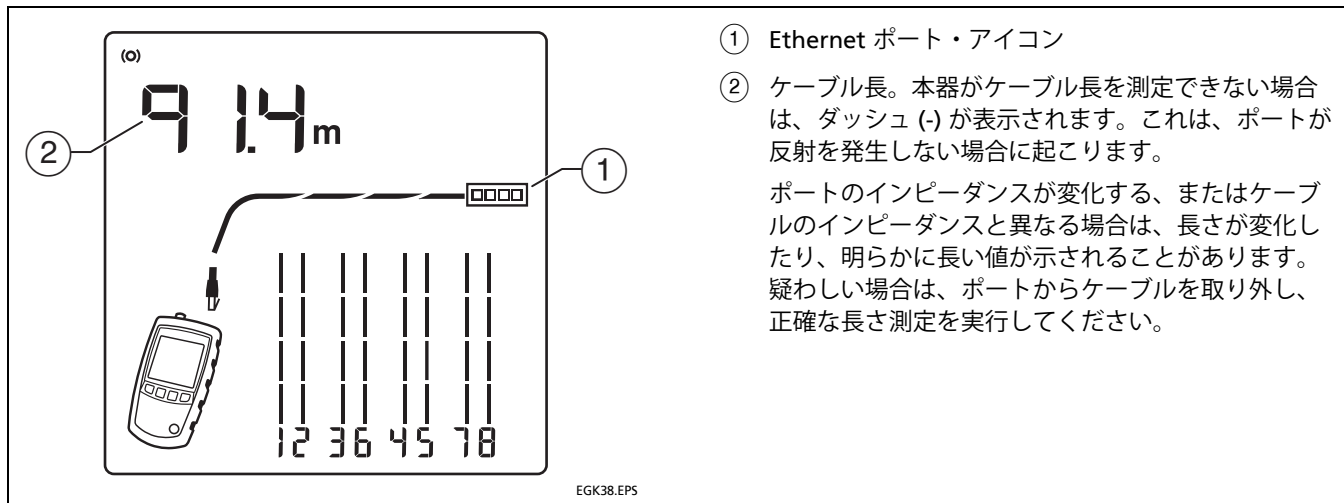 (o)
91.4 m
2
1
12 36 45 78
EGK38.EPS
1 Ethernet ポート・アイコン
2 ケーブル長。本器がケーブル長を測定できない場合
は、ダッシュ (-) が表示されます。これは、ポートが
反射を発生しない場合に起こります。
ポートのインピーダンスが変化する、またはケーブ
ルのインピーダンスと異なる場合は、長さが変化し
たり、明らかに長い値が示されることがあります。
疑わしい場合は、ポートからケーブルを取り外し、
正確な長さ測定を実行してください。